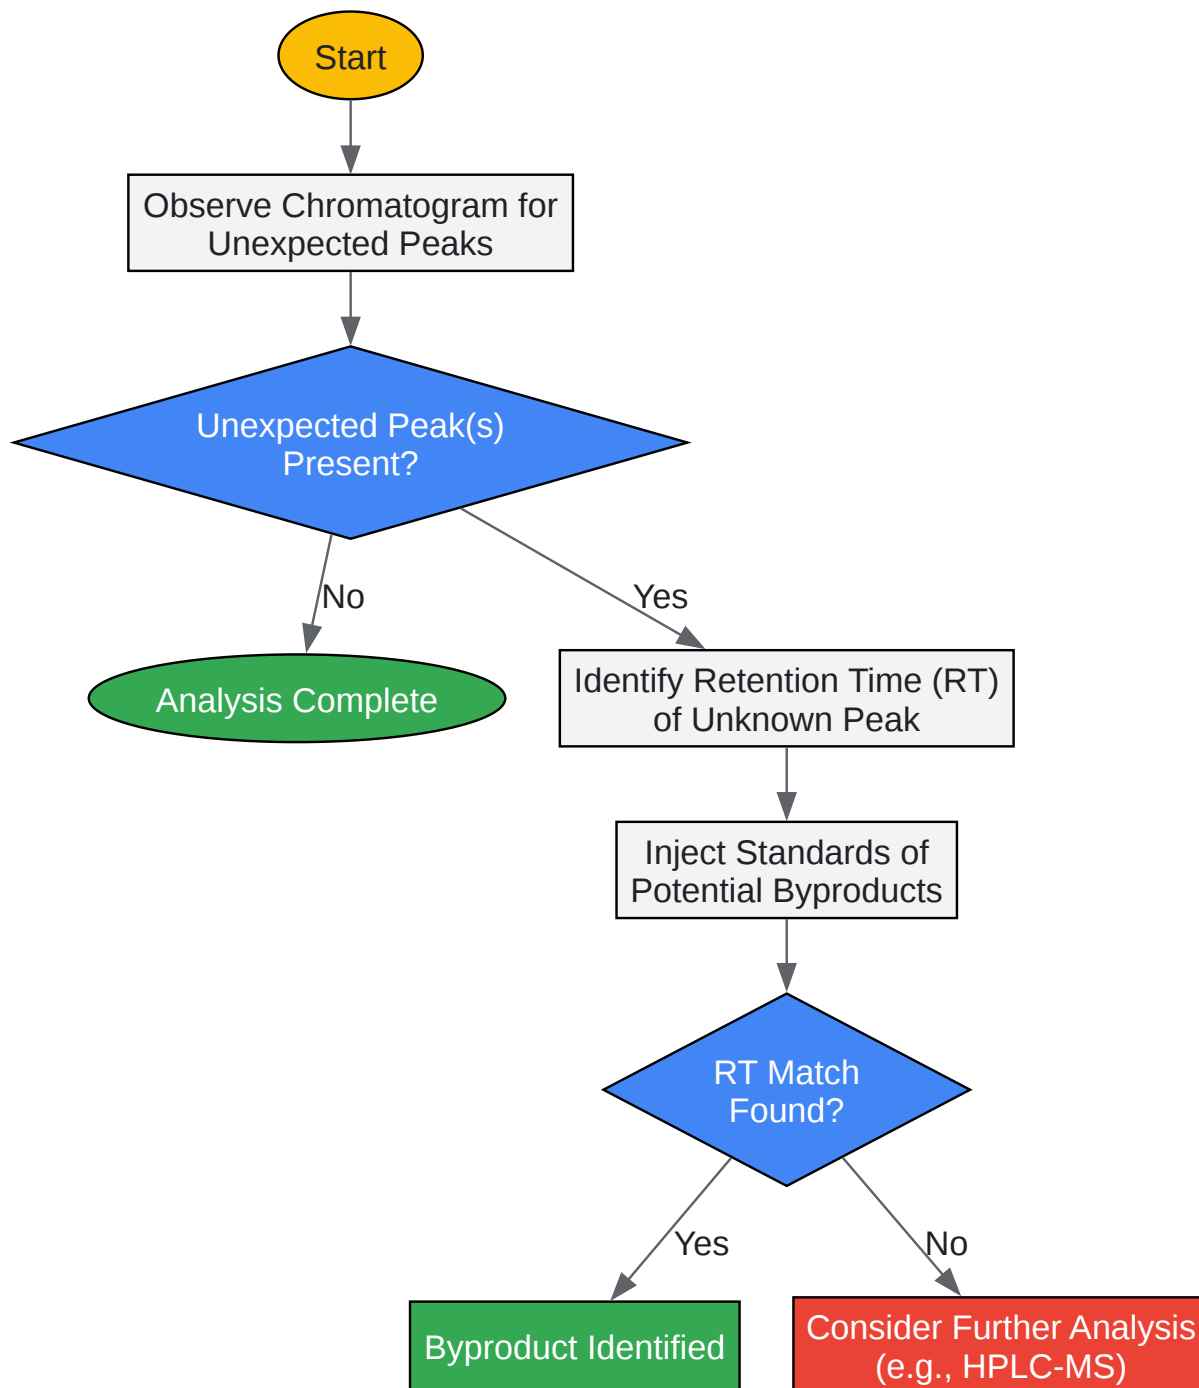 Start
Observe Chromatogram for
Unexpected Peaks
Unexpected Peak(s)
Present?
No
Yes
Analysis Complete
Identify Retention Time (RT)
of Unknown Peak
Inject Standards of
Potential Byproducts
RT Match
Found?
Yes
No
Byproduct Identified
Consider Further Analysis
(e.g., HPLC-MS)